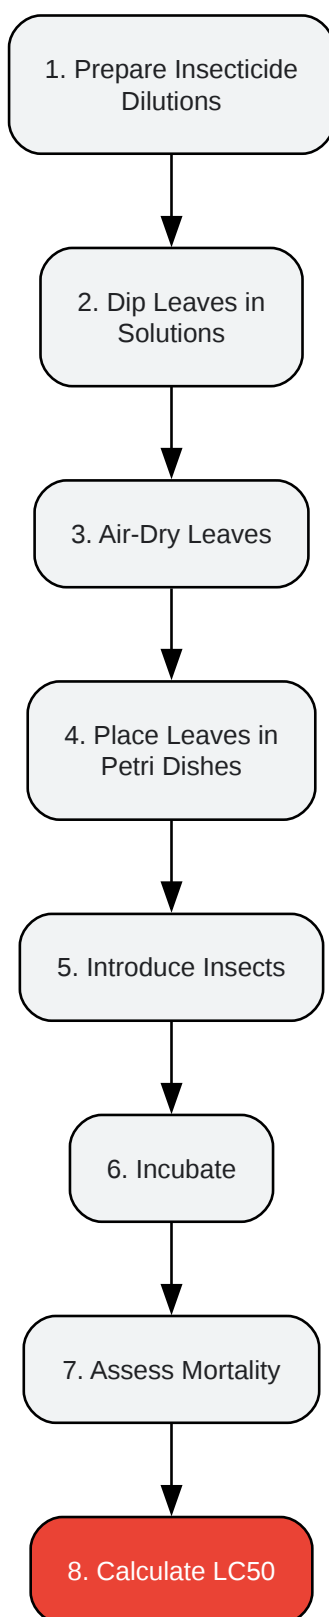 1. Prepare Insecticide
Dilutions
2. Dip Leaves in
Solutions
3. Air-Dry Leaves
4. Place Leaves in
Petri Dishes
5. Introduce Insects
6. Incubate
7. Assess Mortality
8. Calculate LC50